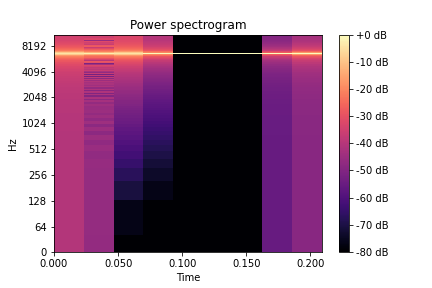 Power spectrogram
8192
4096
2048
1024
512
256
128
64
0
Hz
0.000 0.050 0.100 0.150 0.200
Time
+0 dB
-10 dB
-20 dB
-30 dB
-40 dB
-50 dB
-60 dB
-70 dB
-80 dB